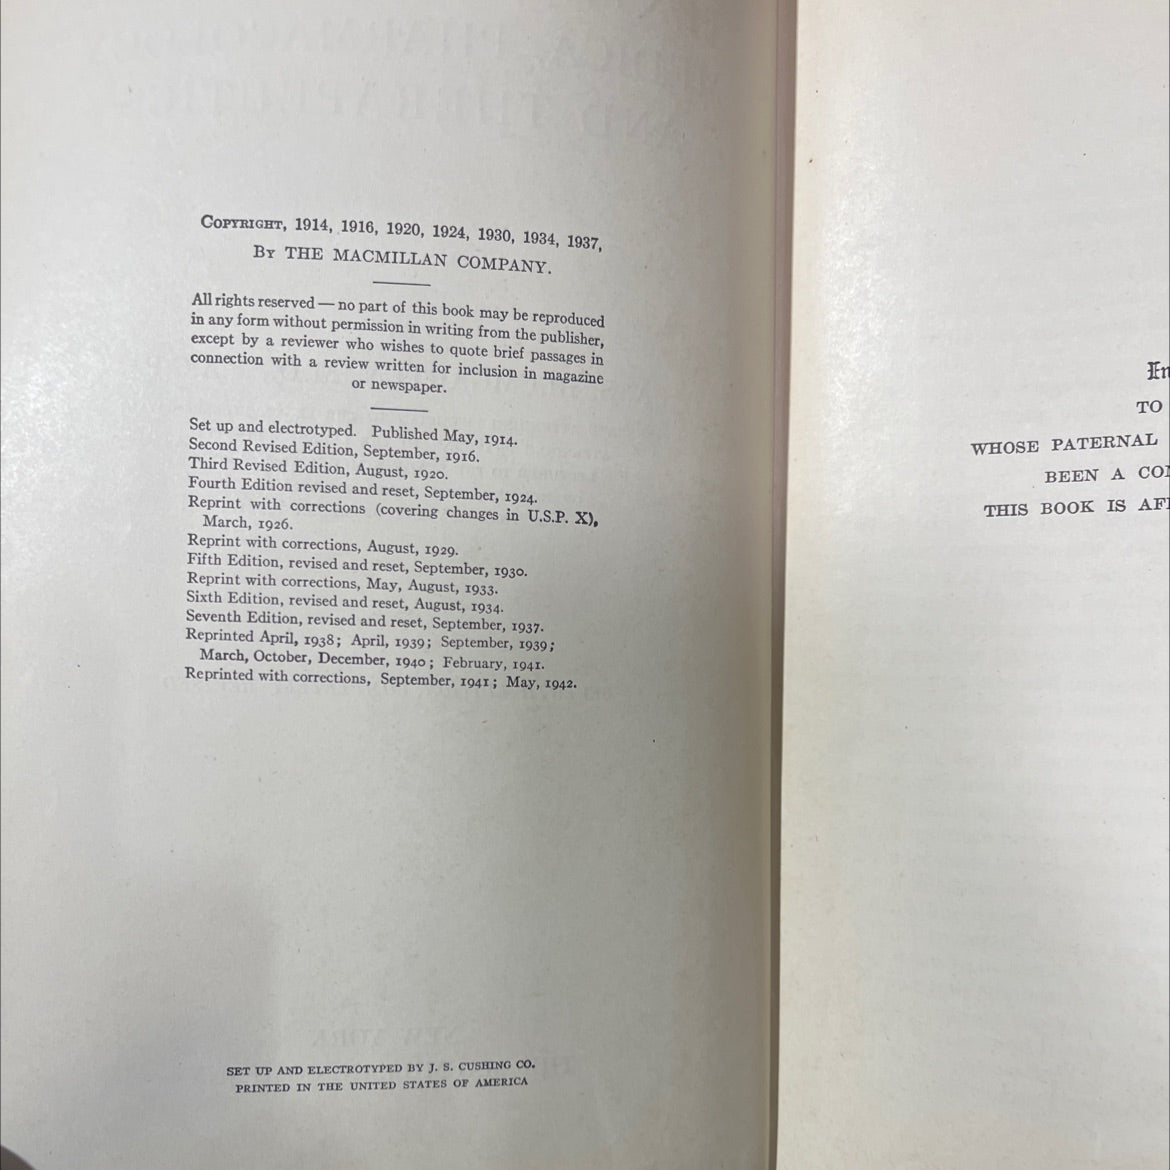 COPYRIGHT, 1914, 1916, 1920, 1924, 1930, 1934, 1937,
BY THE MACMILLAN COMPANY.
All rights reserved — no part of this book may be reproduced
in any form without permission in writing from the publisher,
except by a reviewer who wishes to quote brief passages in
connection with a review written for inclusion in magazine
or newspaper.
Set up and electrotyped. Published May, 1914.
Second Revised Edition, September, 1916.
Third Revised Edition, August, 1920.
Fourth Edition revised and reset, September, 1924.
Reprint with corrections (covering changes in U.S.P. X),
March, 1926.
Reprint with corrections, August, 1929.
Fifth Edition, revised and reset, September, 1930.
Reprint with corrections, May, August, 1933.
Sixth Edition, revised and reset, August, 1934.
Seventh Edition, revised and reset, September, 1937.
Reprinted April, 1938; April, 1939; September, 1939;
March, October, December, 1940; February, 1941.
Reprinted with corrections, September, 1941; May, 1942.
SET UP AND ELECTROTYPED BY J. S. CUSHING CO.
PRINTED IN THE UNITED STATES OF AMERICA
TO
WHOSE PATERNAL
BEEN A
THIS BOOK IS